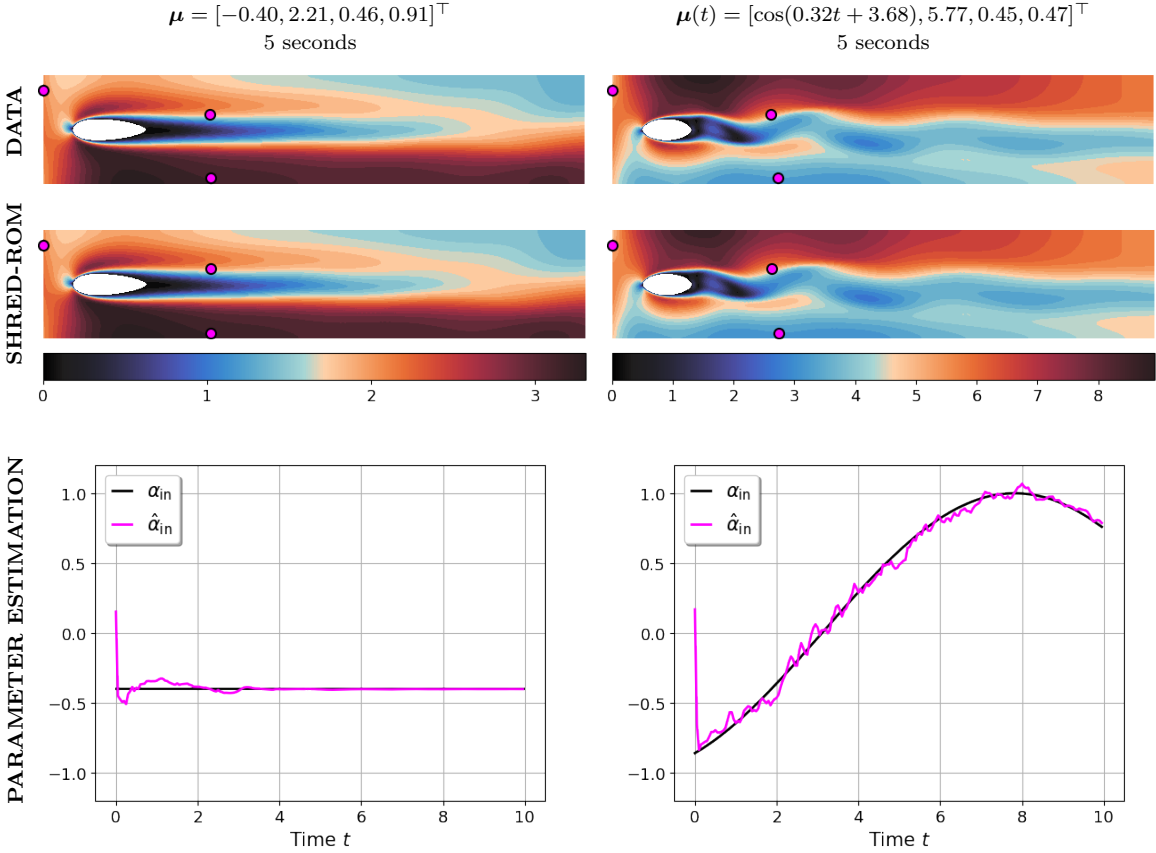 μ = [−0.40, 2.21, 0.46, 0.91]⊤
5 seconds
μ(t) = [cos(0.32t + 3.68), 5.77, 0.45, 0.47]⊤
5 seconds
DATA
SHRED-ROM
0 1 2 3
0 1 2 3 4 5 6 7 8
PARAMETER ESTIMATION
α_in
α̂_in
1.0
0.5
0.0
−0.5
−1.0
0 2 4 6 8 10
Time t
α_in
α̂_in
1.0
0.5
0.0
−0.5
−1.0
0 2 4 6 8 10
Time t